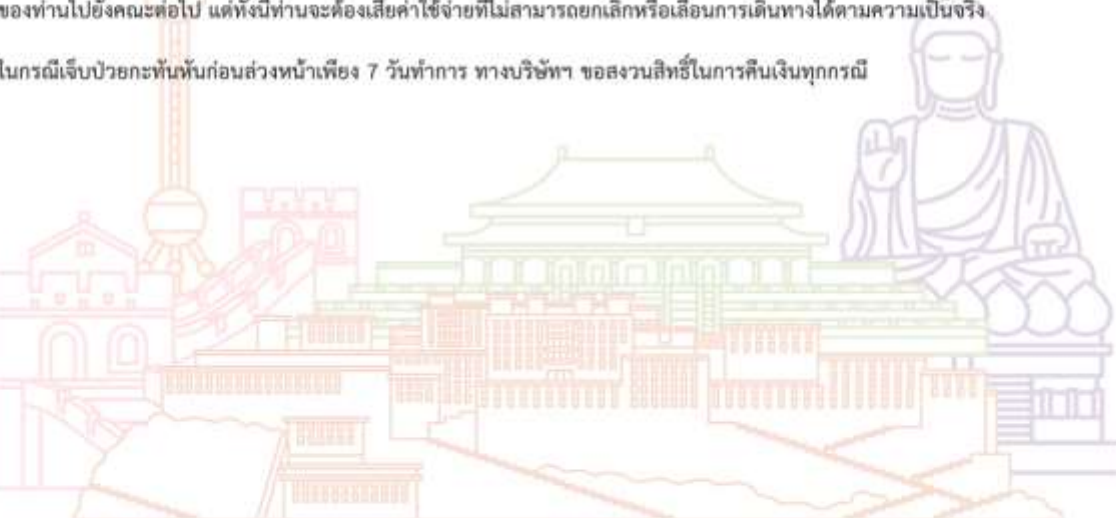 ของท่านไปยังคณะต่อไป แต่ทั้งนี้ท่านจะต้องเสียค่าใช้จ่ายที่ไม่สามารถยกเลิกหรือเลื่อนการเดินทางได้ตามความเป็นจริง
ในกรณีเจ็บป่วยกะทันหันก่อนล่วงหน้าเพียง 7 วันทำการ ทางบริษัทฯ ขอสงวนสิทธิ์ในการคืนเงินทุกกรณี